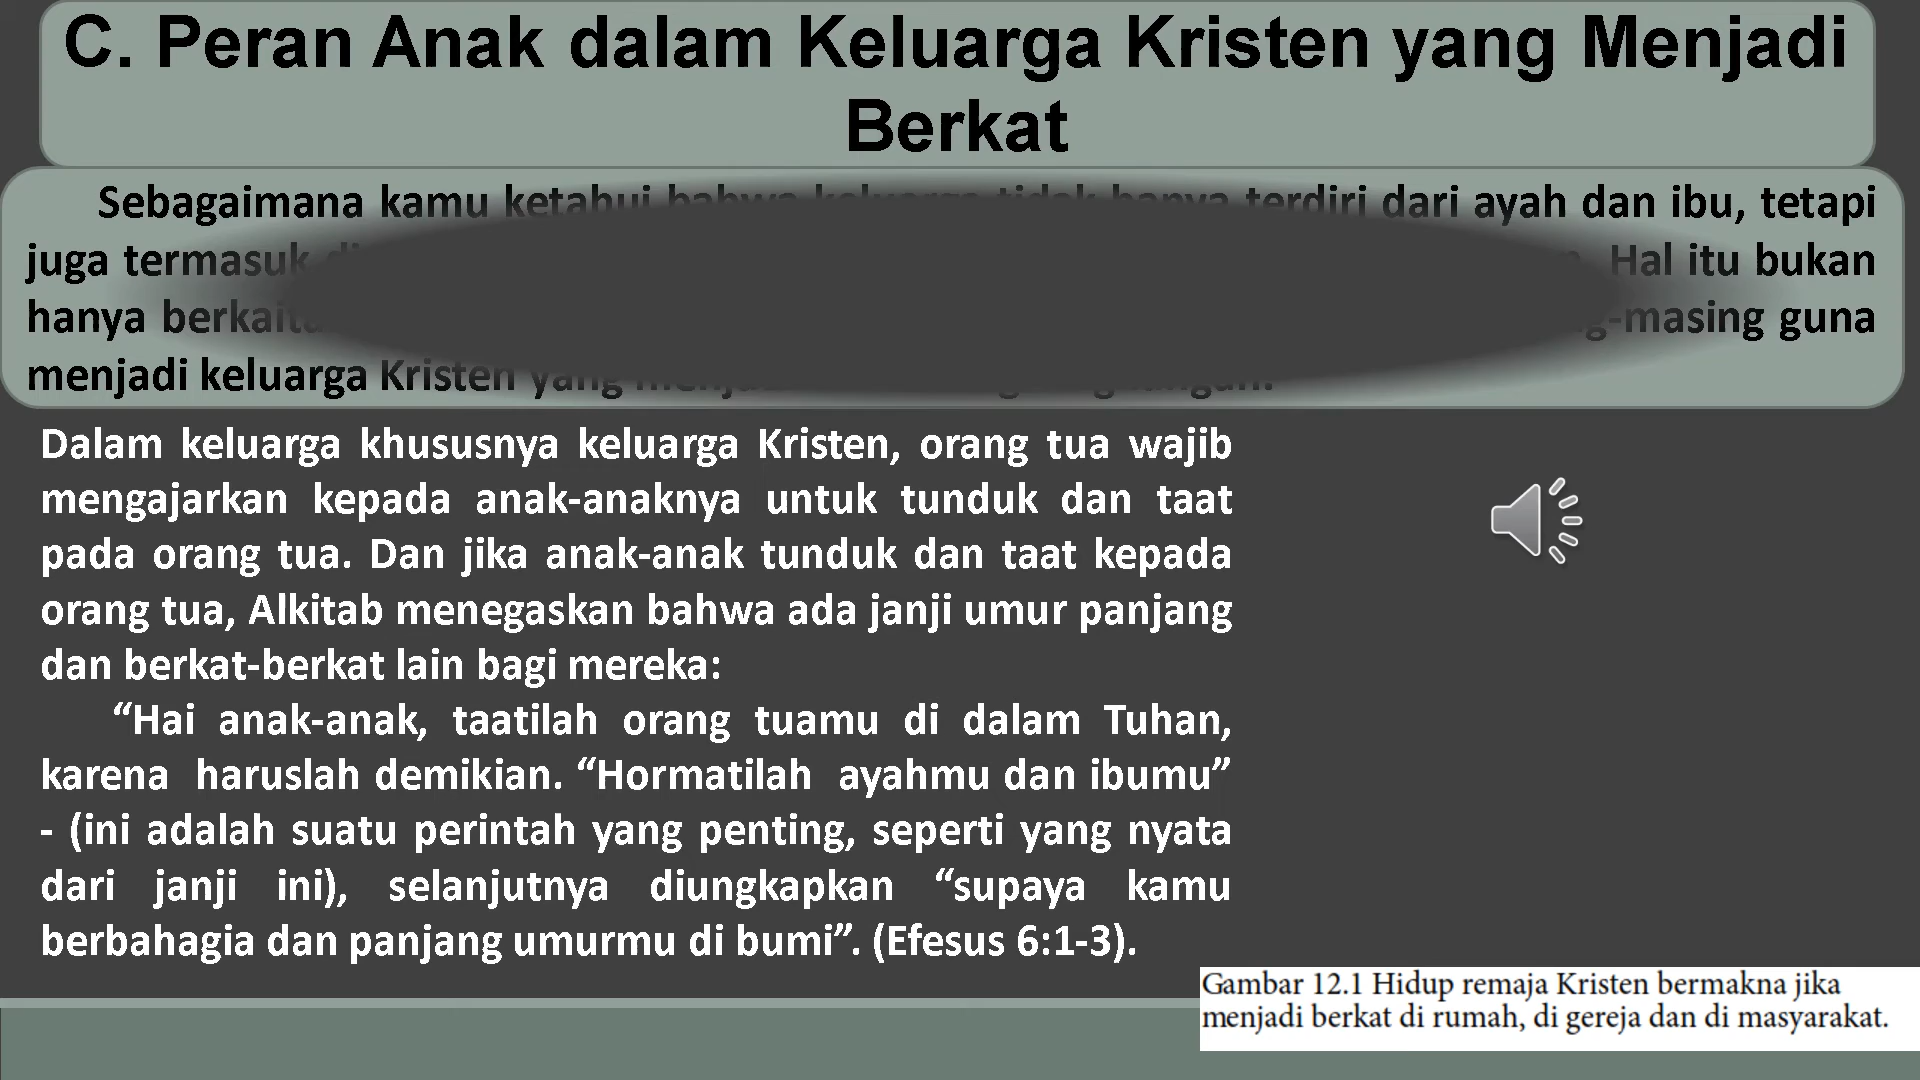 C. Peran Anak dalam Keluarga Kristen yang Menjadi
Berkat
Sebagaimana kamu ketahui bahwa keluarga tidak hanya terdiri dari ayah dan ibu, tetapi
juga termasuk Hal itu bukan
hanya guna
menjadi keluarga Kristen yang
Dalam keluarga khususnya keluarga Kristen, orang tua wajib
mengajarkan kepada anak-anaknya untuk tunduk dan taat
pada orang tua. Dan jika anak-anak tunduk dan taat kepada
orang tua, Alkitab menegaskan bahwa ada janji umur panjang
dan berkat-berkat lain bagi mereka:
“Hai anak-anak, taatilah orang tuamu di dalam Tuhan,
karena haruslah demikian. “Hormatilah ayahmu dan ibumu”
- (ini adalah suatu perintah yang penting, seperti yang nyata
dari janji ini), selanjutnya diungkapkan “supaya kamu
berbahagia dan panjang umurmu di bumi”. (Efesus 6:1-3).
Gambar 12.1 Hidup remaja Kristen bermakna jika
menjadi berkat di rumah, di gereja dan di masyarakat.